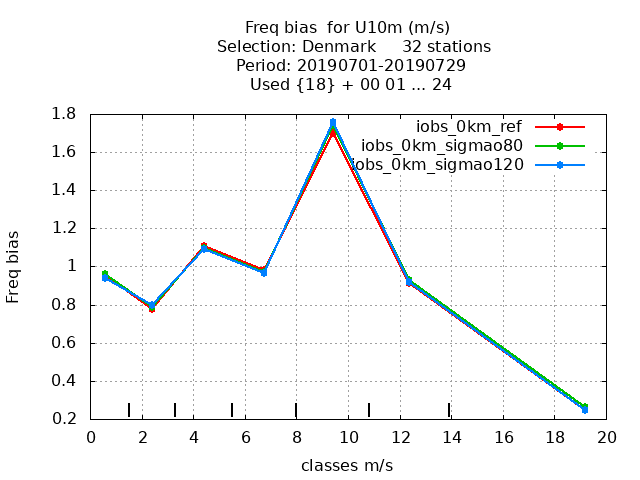 Freq bias  for U10m (m/s)
Selection: Denmark     32 stations
Period: 20190701-20190729
Used {18} + 00 01 ... 24
iobs_0km_ref
iobs_0km_sigmao80
iobs_0km_sigmao120
Freq bias
1.8
1.6
1.4
1.2
1
0.8
0.6
0.4
0.2
0 2 4 6 8 10 12 14 16 18 20
classes m/s